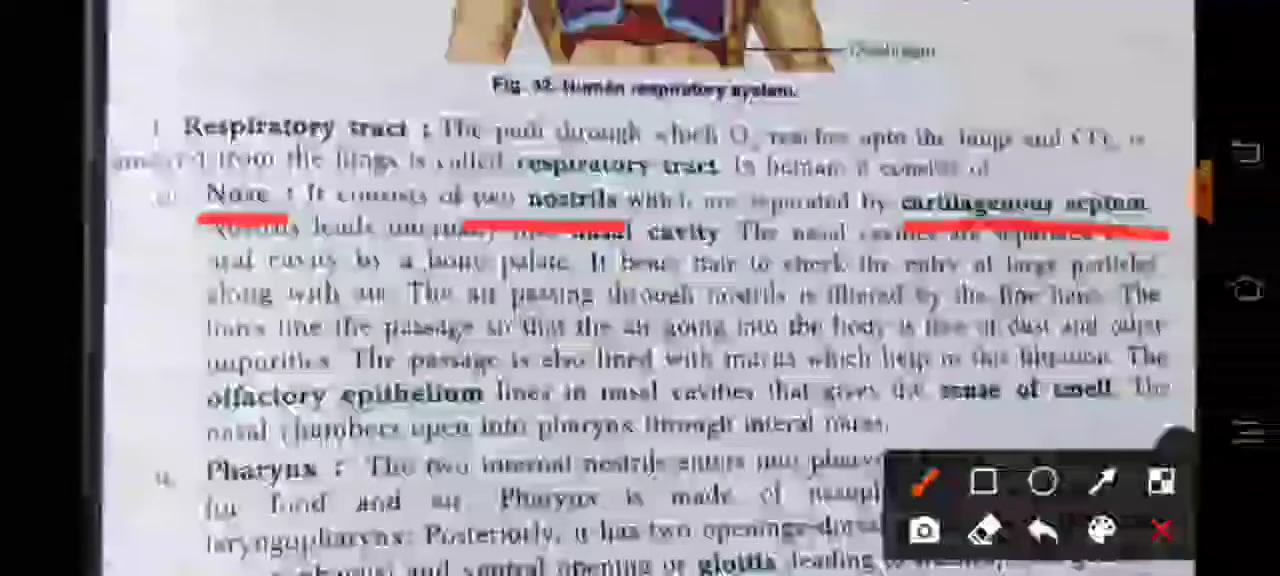 Diaphragm
Fig. 12. Human respiratory system.
i. Respiratory tract : The path through which O₂ reaches upto the lungs and CO₂ is
from the lungs is called respiratory tract. In human it consists of
Nose : It consists of two nostrils which are separated by cartilagenous septum.
leads nasal cavity. The nasal cavities are separated
oral cavity by a bony palate. It bears hair to check the entry of large particles
along with air. The air passing through nostrils is filtered by the fine hairs. The
hairs line the passage so that the air going into the body is free of dust and other
impurities. The passage is also lined with mucus which help in this filtration. The
olfactory epithelium lines in nasal cavities that gives the sense of smell. The
nasal chambers open into pharynx through internal nares.
ii. Pharynx : The two internal nostrils enters into
for food and air. Pharynx is made of
laryngopharynx. Posteriorly, it has two openings-
and ventral opening or glottis leading